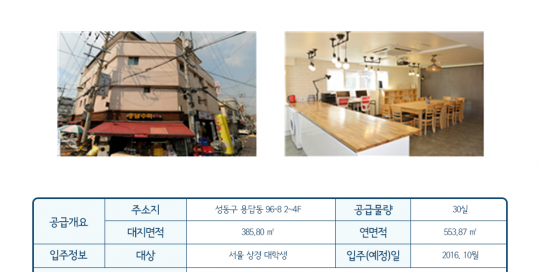 공급개요 주소지 성동구 용답동 96-8 2~4F 공급물량 30실
대지면적 385,80 ㎡ 연면적 553,87 ㎡
입주정보 대상 서울 상경 대학생 입주(예정)일 2016, 10월